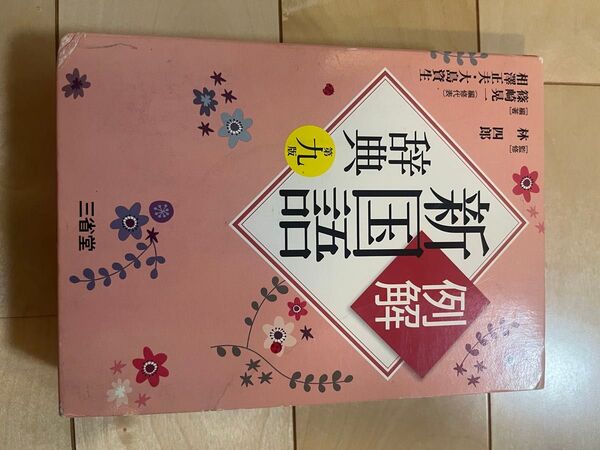 例解
新国語
辞典
第九版
林 四郎[監修]
篠崎晃一[編修代表]
相澤正夫・大島資生[編著]
三省堂